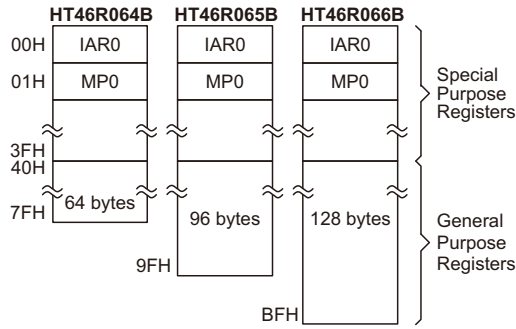 HT46R064B HT46R065B HT46R066B
00H IAR0 IAR0 IAR0
01H MP0 MP0 MP0
Special
Purpose
Registers
3FH
40H
7FH 64 bytes 96 bytes 128 bytes
General
Purpose
Registers
9FH
BFH